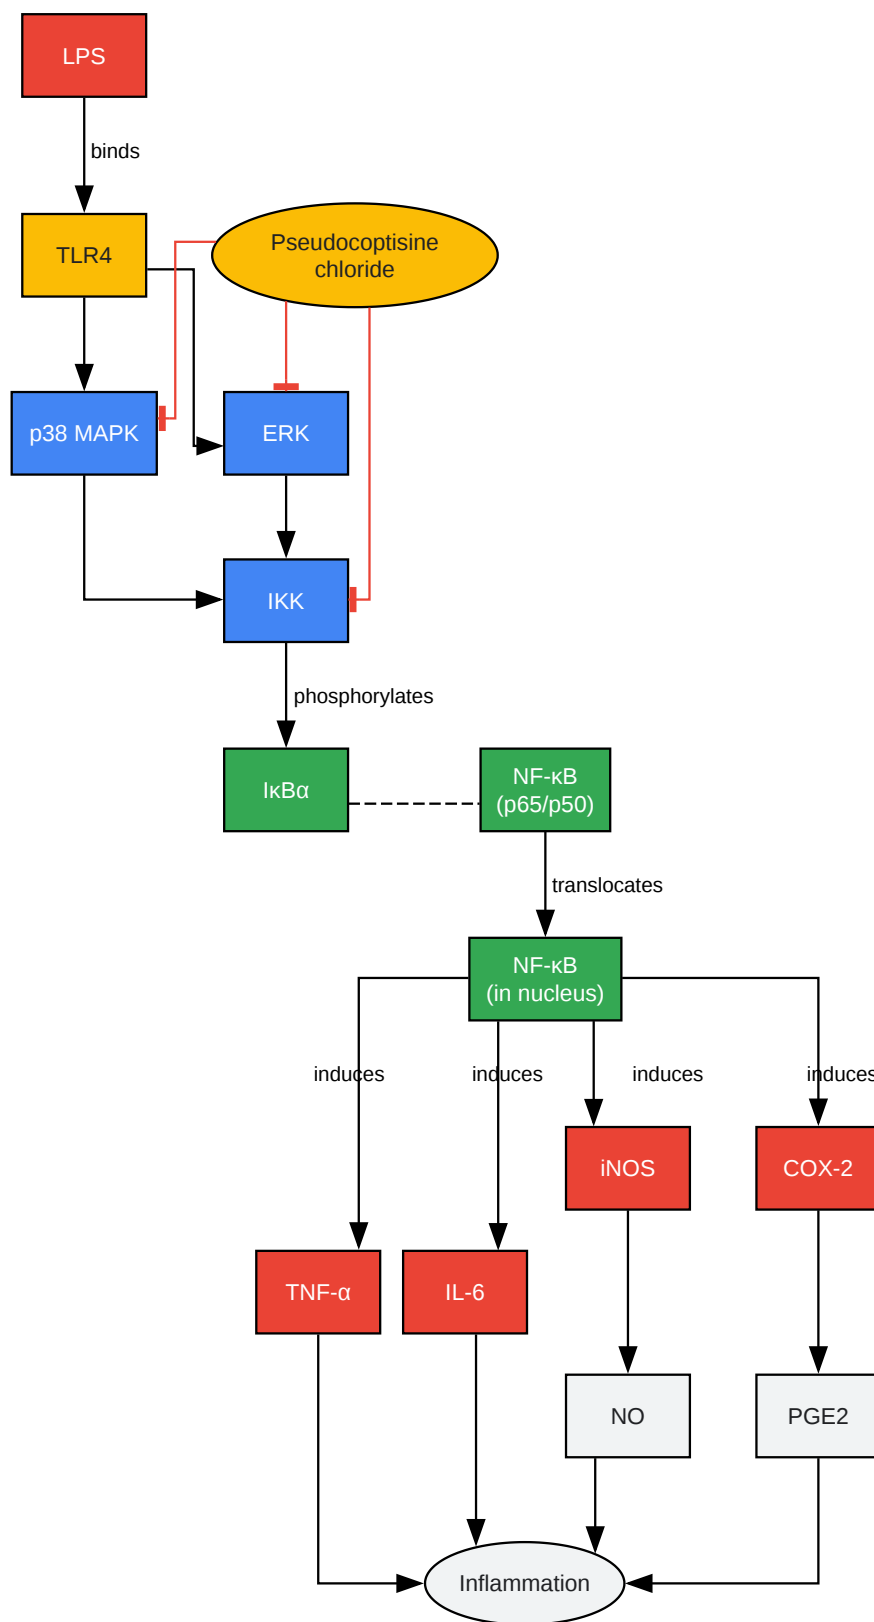 LPS
binds
TLR4
Pseudocoptisine
chloride
p38 MAPK
ERK
IKK
phosphorylates
IκBα
NF-κB
(p65/p50)
translocates
NF-κB
(in nucleus)
induces
induces
induces
induces
iNOS
COX-2
TNF-α
IL-6
NO
PGE2
Inflammation